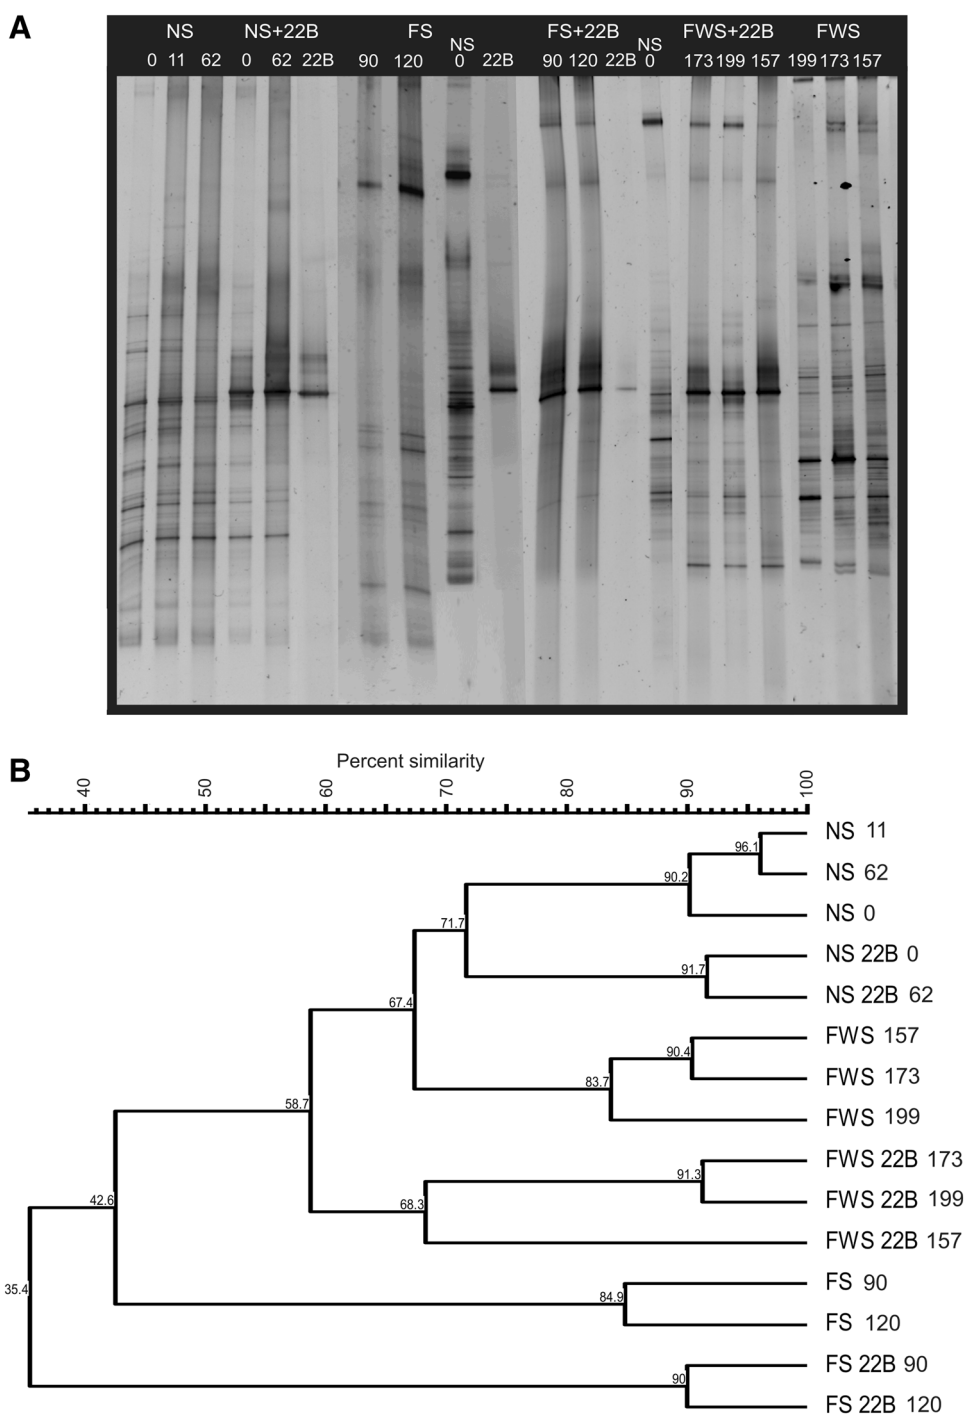 A
NS NS+22B FS NS FS+22B NS FWS+22B FWS
0 11 62 0 62 22B 90 120 0 22B 90 120 22B 0 173 199 157 199 173 157
B
Percent similarity
40 50 60 70 80 90 100
NS 11
96.1
NS 62
90.2
NS 0
71.7
NS 22B 0
91.7
NS 22B 62
67.4
FWS 157
90.4
FWS 173
83.7
FWS 199
58.7
FWS 22B 173
91.3
FWS 22B 199
68.3
42.6
FWS 22B 157
FS 90
35.4
84.9
FS 120
FS 22B 90
90
FS 22B 120